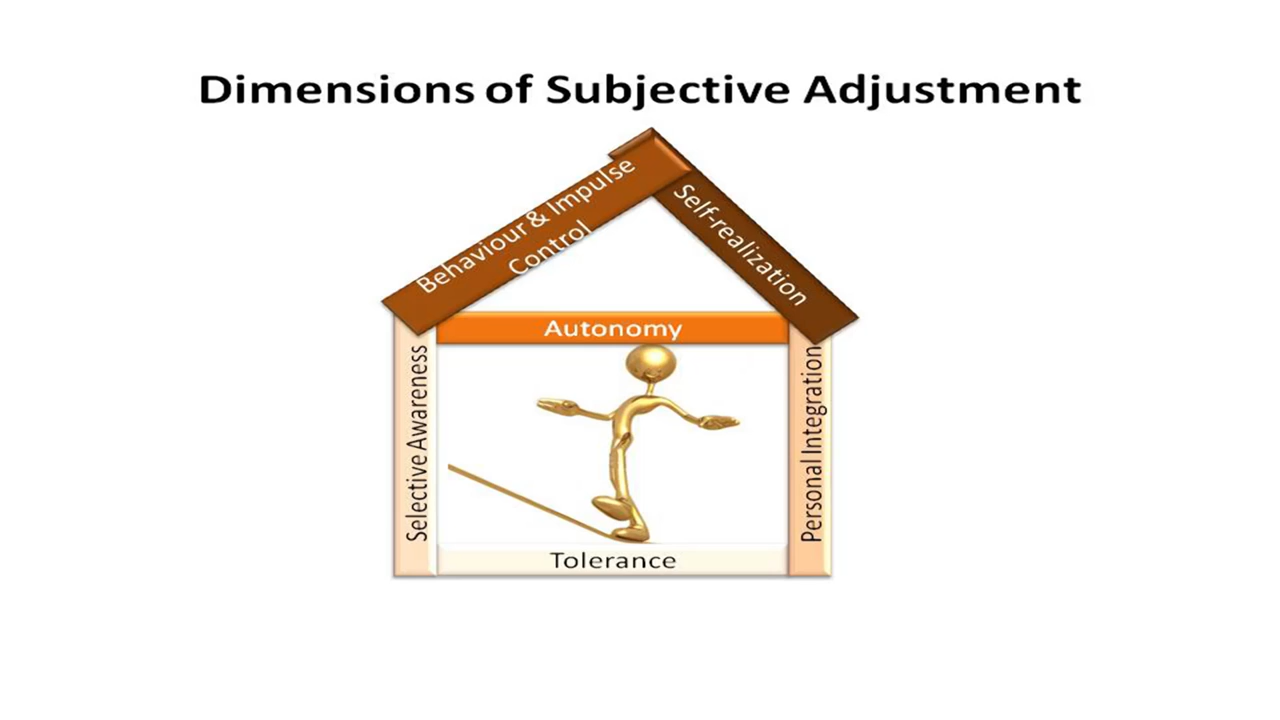 Dimensions of Subjective Adjustment
Behaviour & Impulse
Control
Self-realization
Autonomy
Selective Awareness
Personal Integration
Tolerance